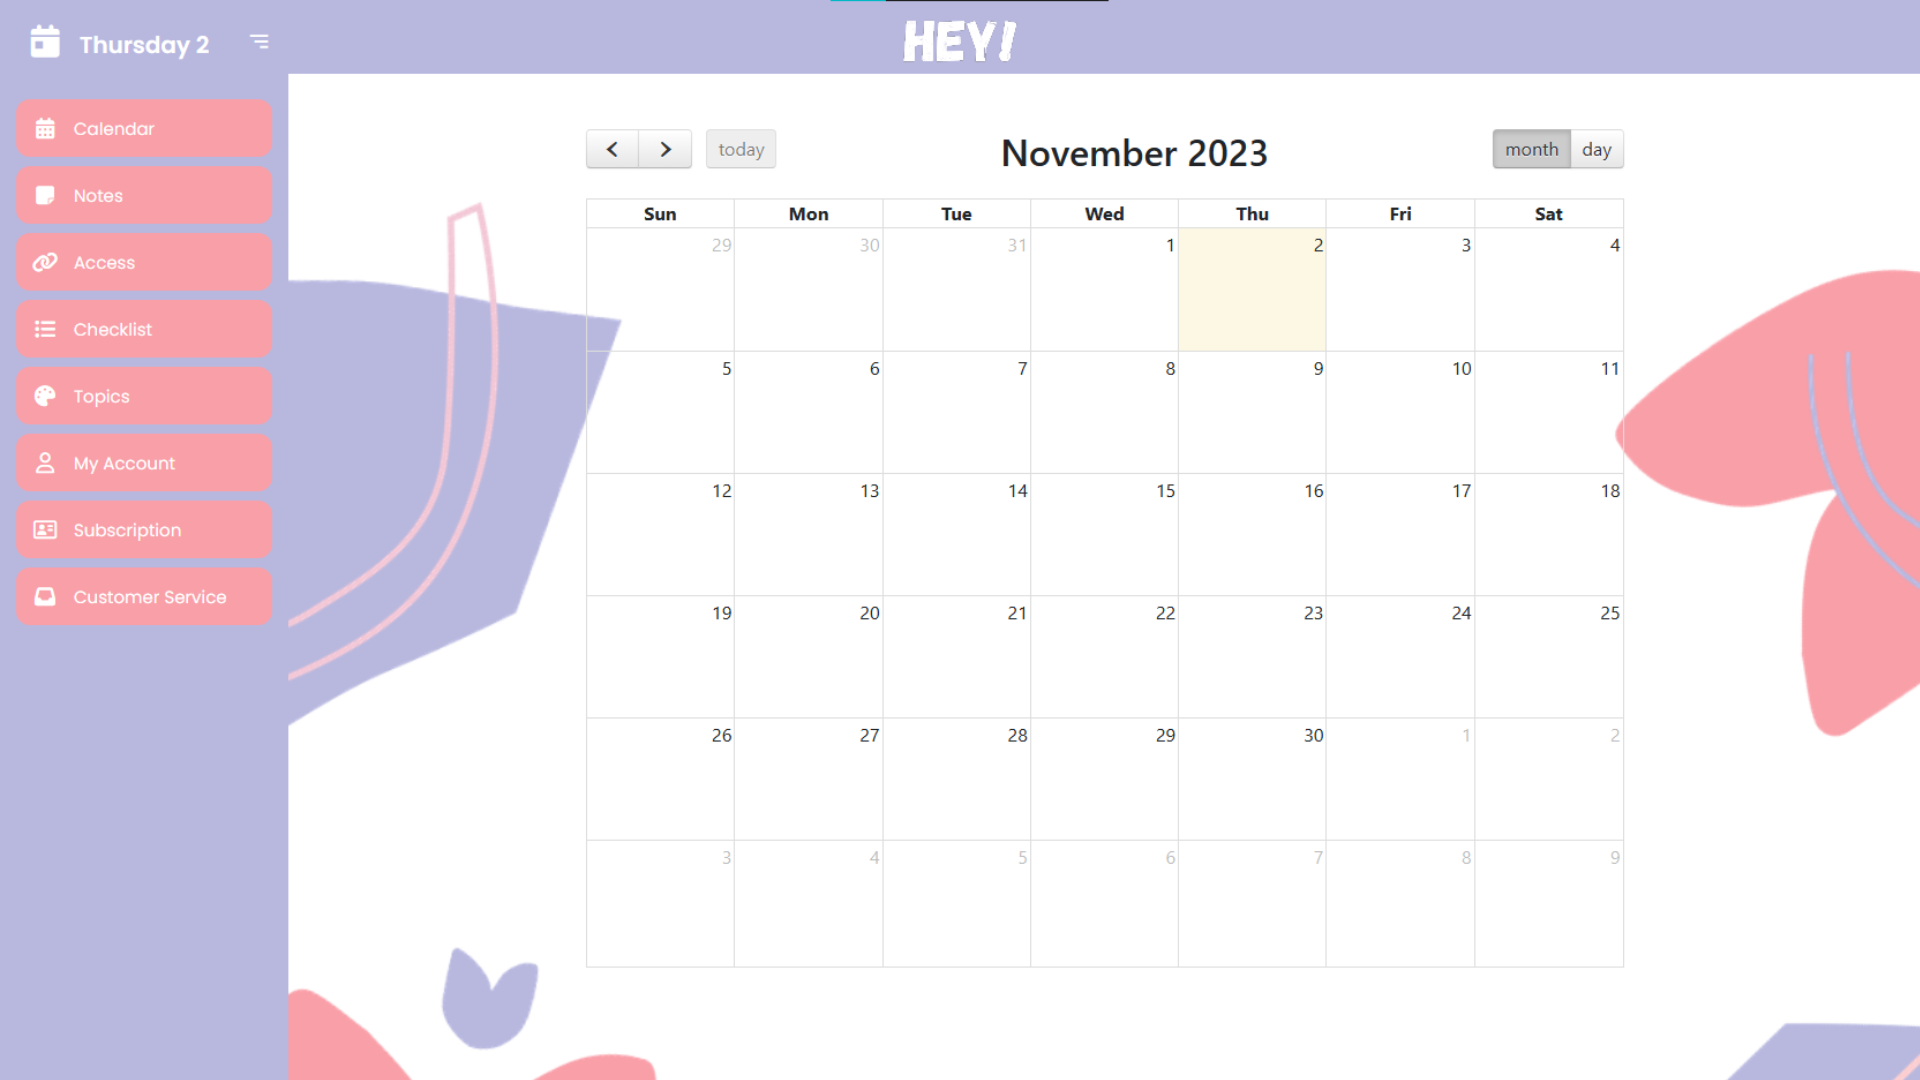 Thursday 2
HEY!
Calendar
Notes
Access
Checklist
Topics
My Account
Subscription
Customer Service
today
November 2023
month day
Sun Mon Tue Wed Thu Fri Sat
29 30 31 1 2 3 4
5 6 7 8 9 10 11
12 13 14 15 16 17 18
19 20 21 22 23 24 25
26 27 28 29 30 1 2
3 4 5 6 7 8 9